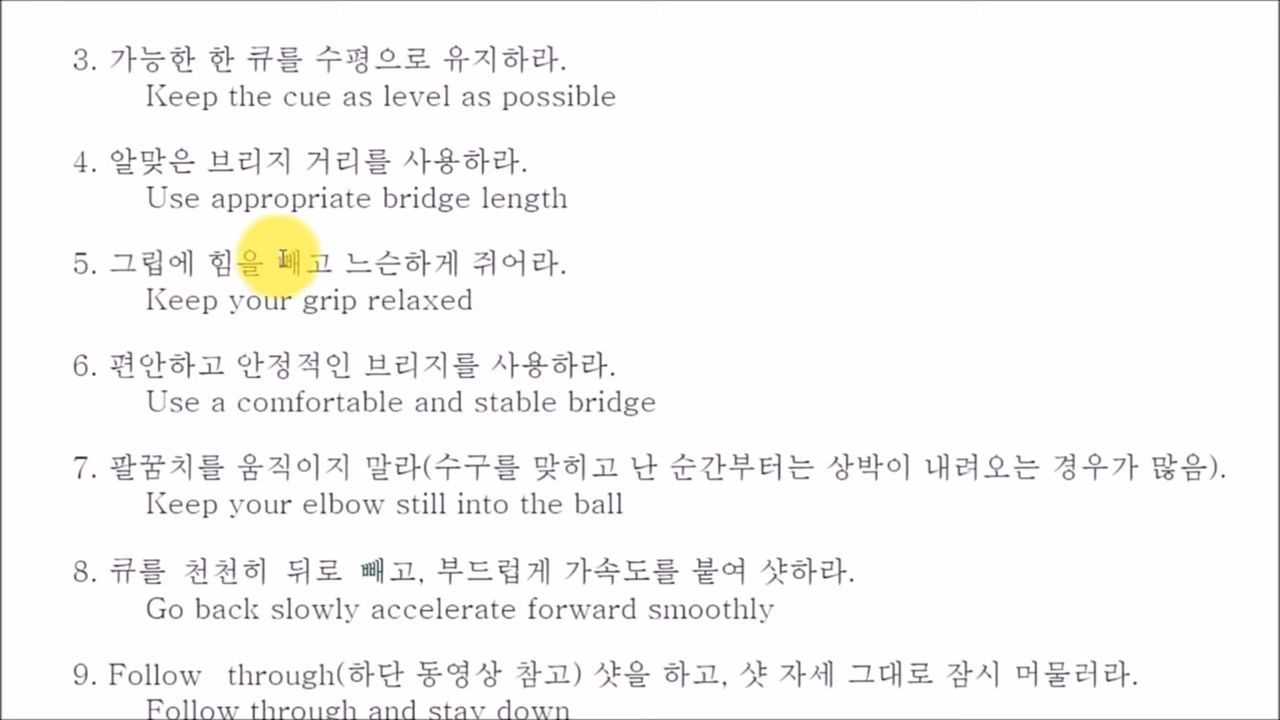 3. 가능한 한 큐를 수평으로 유지하라.
Keep the cue as level as possible
4. 알맞은 브리지 거리를 사용하라.
Use appropriate bridge length
5. 그립에 힘을 빼고 느슨하게 쥐어라.
Keep your grip relaxed
6. 편안하고 안정적인 브리지를 사용하라.
Use a comfortable and stable bridge
7. 팔꿈치를 움직이지 말라(수구를 맞히고 난 순간부터는 상박이 내려오는 경우가 많음).
Keep your elbow still into the ball
8. 큐를 천천히 뒤로 빼고, 부드럽게 가속도를 붙여 샷하라.
Go back slowly accelerate forward smoothly
9. Follow through(하단 동영상 참고) 샷을 하고, 샷 자세 그대로 잠시 머물러라.
Follow through and stay down